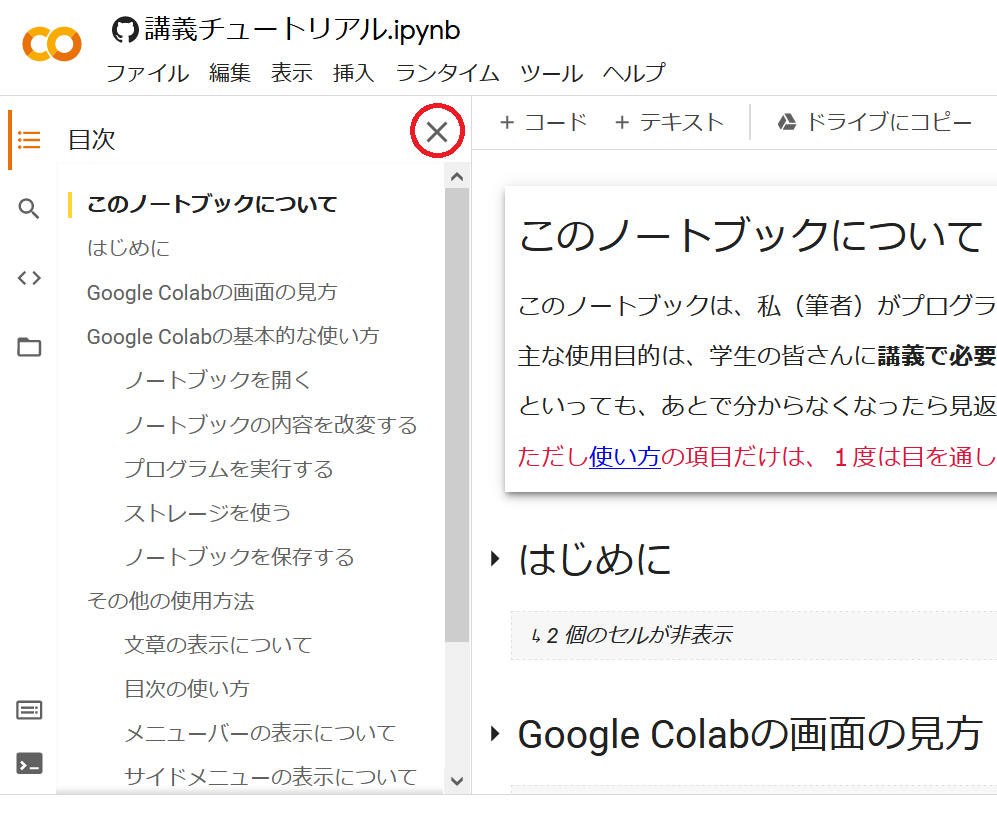 講義チュートリアル.ipynb
ファイル 編集 表示 挿入 ランタイム ツール ヘルプ
目次
+ コード + テキスト ドライブにコピー
このノートブックについて
はじめに
Google Colabの画面の見方
Google Colabの基本的な使い方
ノートブックを開く
ノートブックの内容を改変する
プログラムを実行する
ストレージを使う
ノートブックを保存する
その他の使用方法
文章の表示について
目次の使い方
メニューバーの表示について
サイドメニューの表示について
このノートブックについて
このノートブックは、私（筆者）がプログラ
主な使用目的は、学生の皆さんに講義で必要
といっても、あとで分からなくなったら見返
ただし使い方の項目だけは、１度は目を通し
はじめに
↳ 2 個のセルが非表示
Google Colabの画面の見方